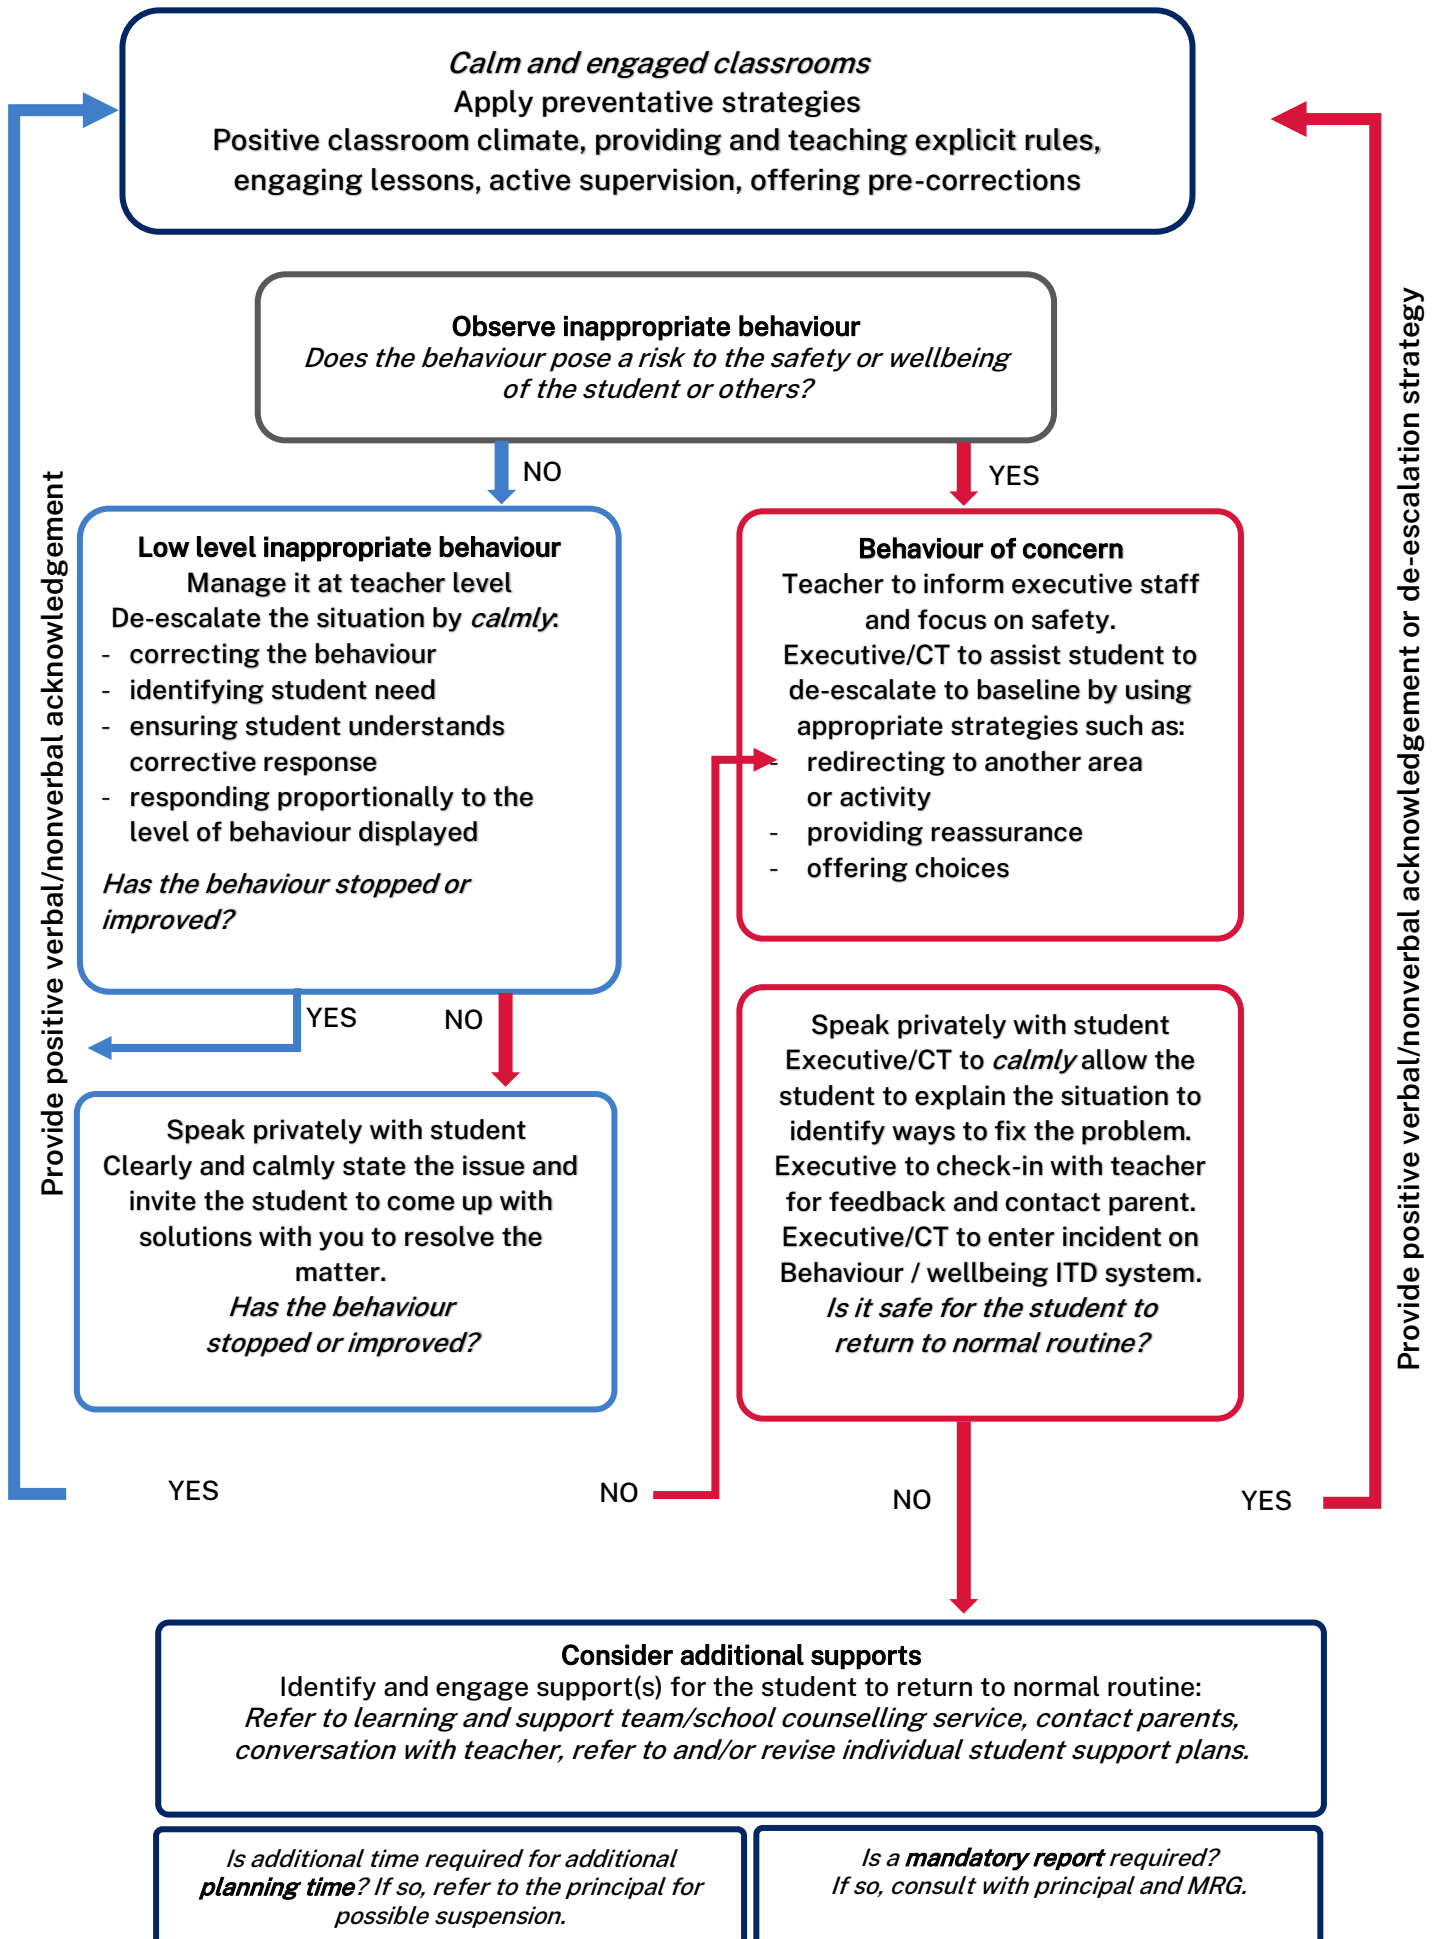 Calm and engaged classrooms
Apply preventative strategies
Positive classroom climate, providing and teaching explicit rules,
engaging lessons, active supervision, offering pre-corrections
Observe inappropriate behaviour
Does the behaviour pose a risk to the safety or wellbeing
of the student or others?
NO
YES
Low level inappropriate behaviour
Manage it at teacher level
De-escalate the situation by calmly:
- correcting the behaviour
- identifying student need
- ensuring student understands
corrective response
- responding proportionally to the
level of behaviour displayed
Has the behaviour stopped or
improved?
Behaviour of concern
Teacher to inform executive staff
and focus on safety.
Executive/CT to assist student to
de-escalate to baseline by using
appropriate strategies such as:
- redirecting to another area
or activity
- providing reassurance
- offering choices
YES
NO
Speak privately with student
Clearly and calmly state the issue and
invite the student to come up with
solutions with you to resolve the
matter.
Has the behaviour
stopped or improved?
Speak privately with student
Executive/CT to calmly allow the
student to explain the situation to
identify ways to fix the problem.
Executive to check-in with teacher
for feedback and contact parent.
Executive/CT to enter incident on
Behaviour / wellbeing ITD system.
Is it safe for the student to
return to normal routine?
YES
NO
NO
YES
Provide positive verbal/nonverbal acknowledgement
Provide positive verbal/nonverbal acknowledgement or de-escalation strategy
Consider additional supports
Identify and engage support(s) for the student to return to normal routine:
Refer to learning and support team/school counselling service, contact parents,
conversation with teacher, refer to and/or revise individual student support plans.
Is additional time required for additional
planning time? If so, refer to the principal for
possible suspension.
Is a mandatory report required?
If so, consult with principal and MRG.